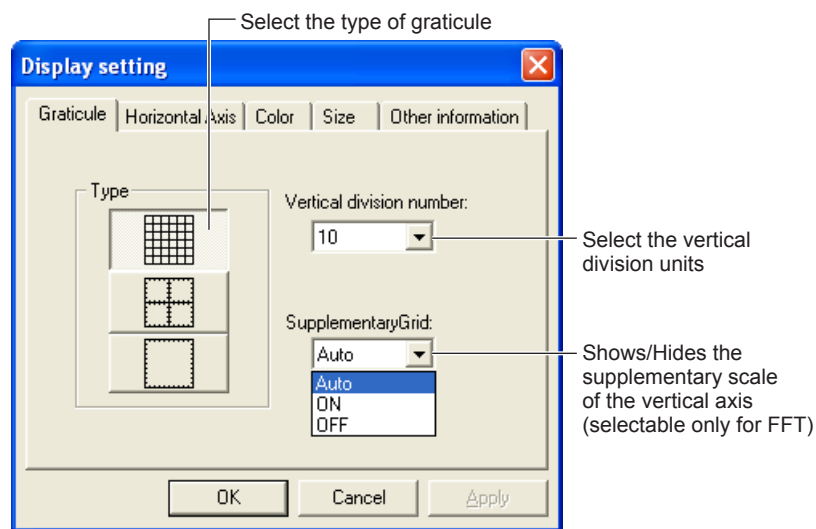 Select the type of graticule
Display setting
Graticule
Horizontal Axis
Color
Size
Other information
Type
Vertical division number:
10
Select the vertical
division units
SupplementaryGrid:
Auto
Auto
ON
OFF
Shows/Hides the
supplementary scale
of the vertical axis
(selectable only for FFT)
OK
Cancel
Apply